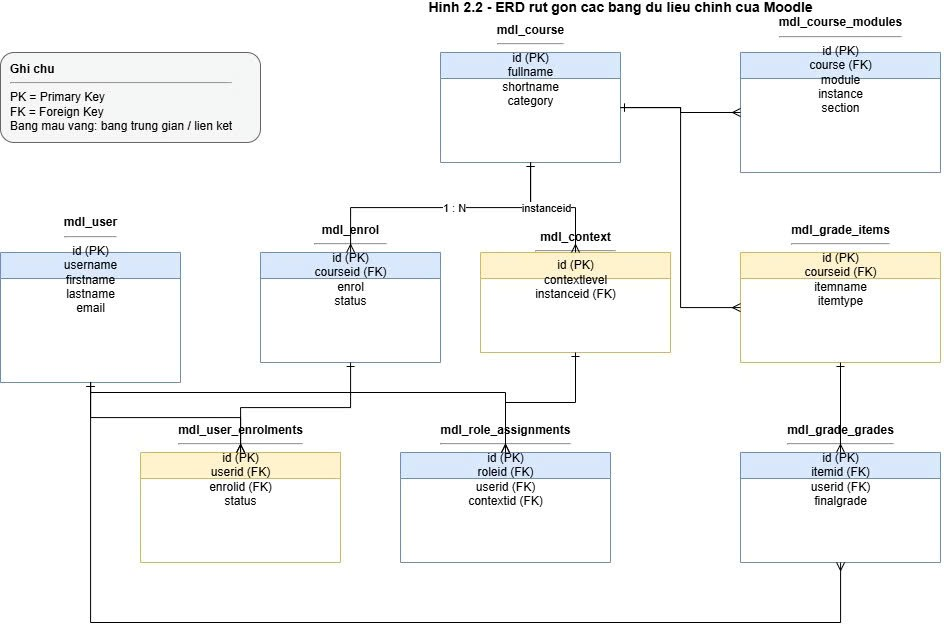 Hinh 2.2 - ERD rut gon cac bang du lieu chinh cua Moodle
mdl_course
id (PK)
fullname
shortname
category
mdl_course_modules
id (PK)
course (FK)
module
instance
section
Ghi chu
PK = Primary Key
FK = Foreign Key
Bang mau vang: bang trung gian / lien ket
1 : N
instanceid
mdl_user
id (PK)
username
firstname
lastname
email
mdl_enrol
id (PK)
courseid (FK)
enrol
status
mdl_context
id (PK)
contextlevel
instanceid (FK)
mdl_grade_items
id (PK)
courseid (FK)
itemname
itemtype
mdl_user_enrolments
id (PK)
userid (FK)
enrolid (FK)
status
mdl_role_assignments
id (PK)
roleid (FK)
userid (FK)
contextid (FK)
mdl_grade_grades
id (PK)
itemid (FK)
userid (FK)
finalgrade